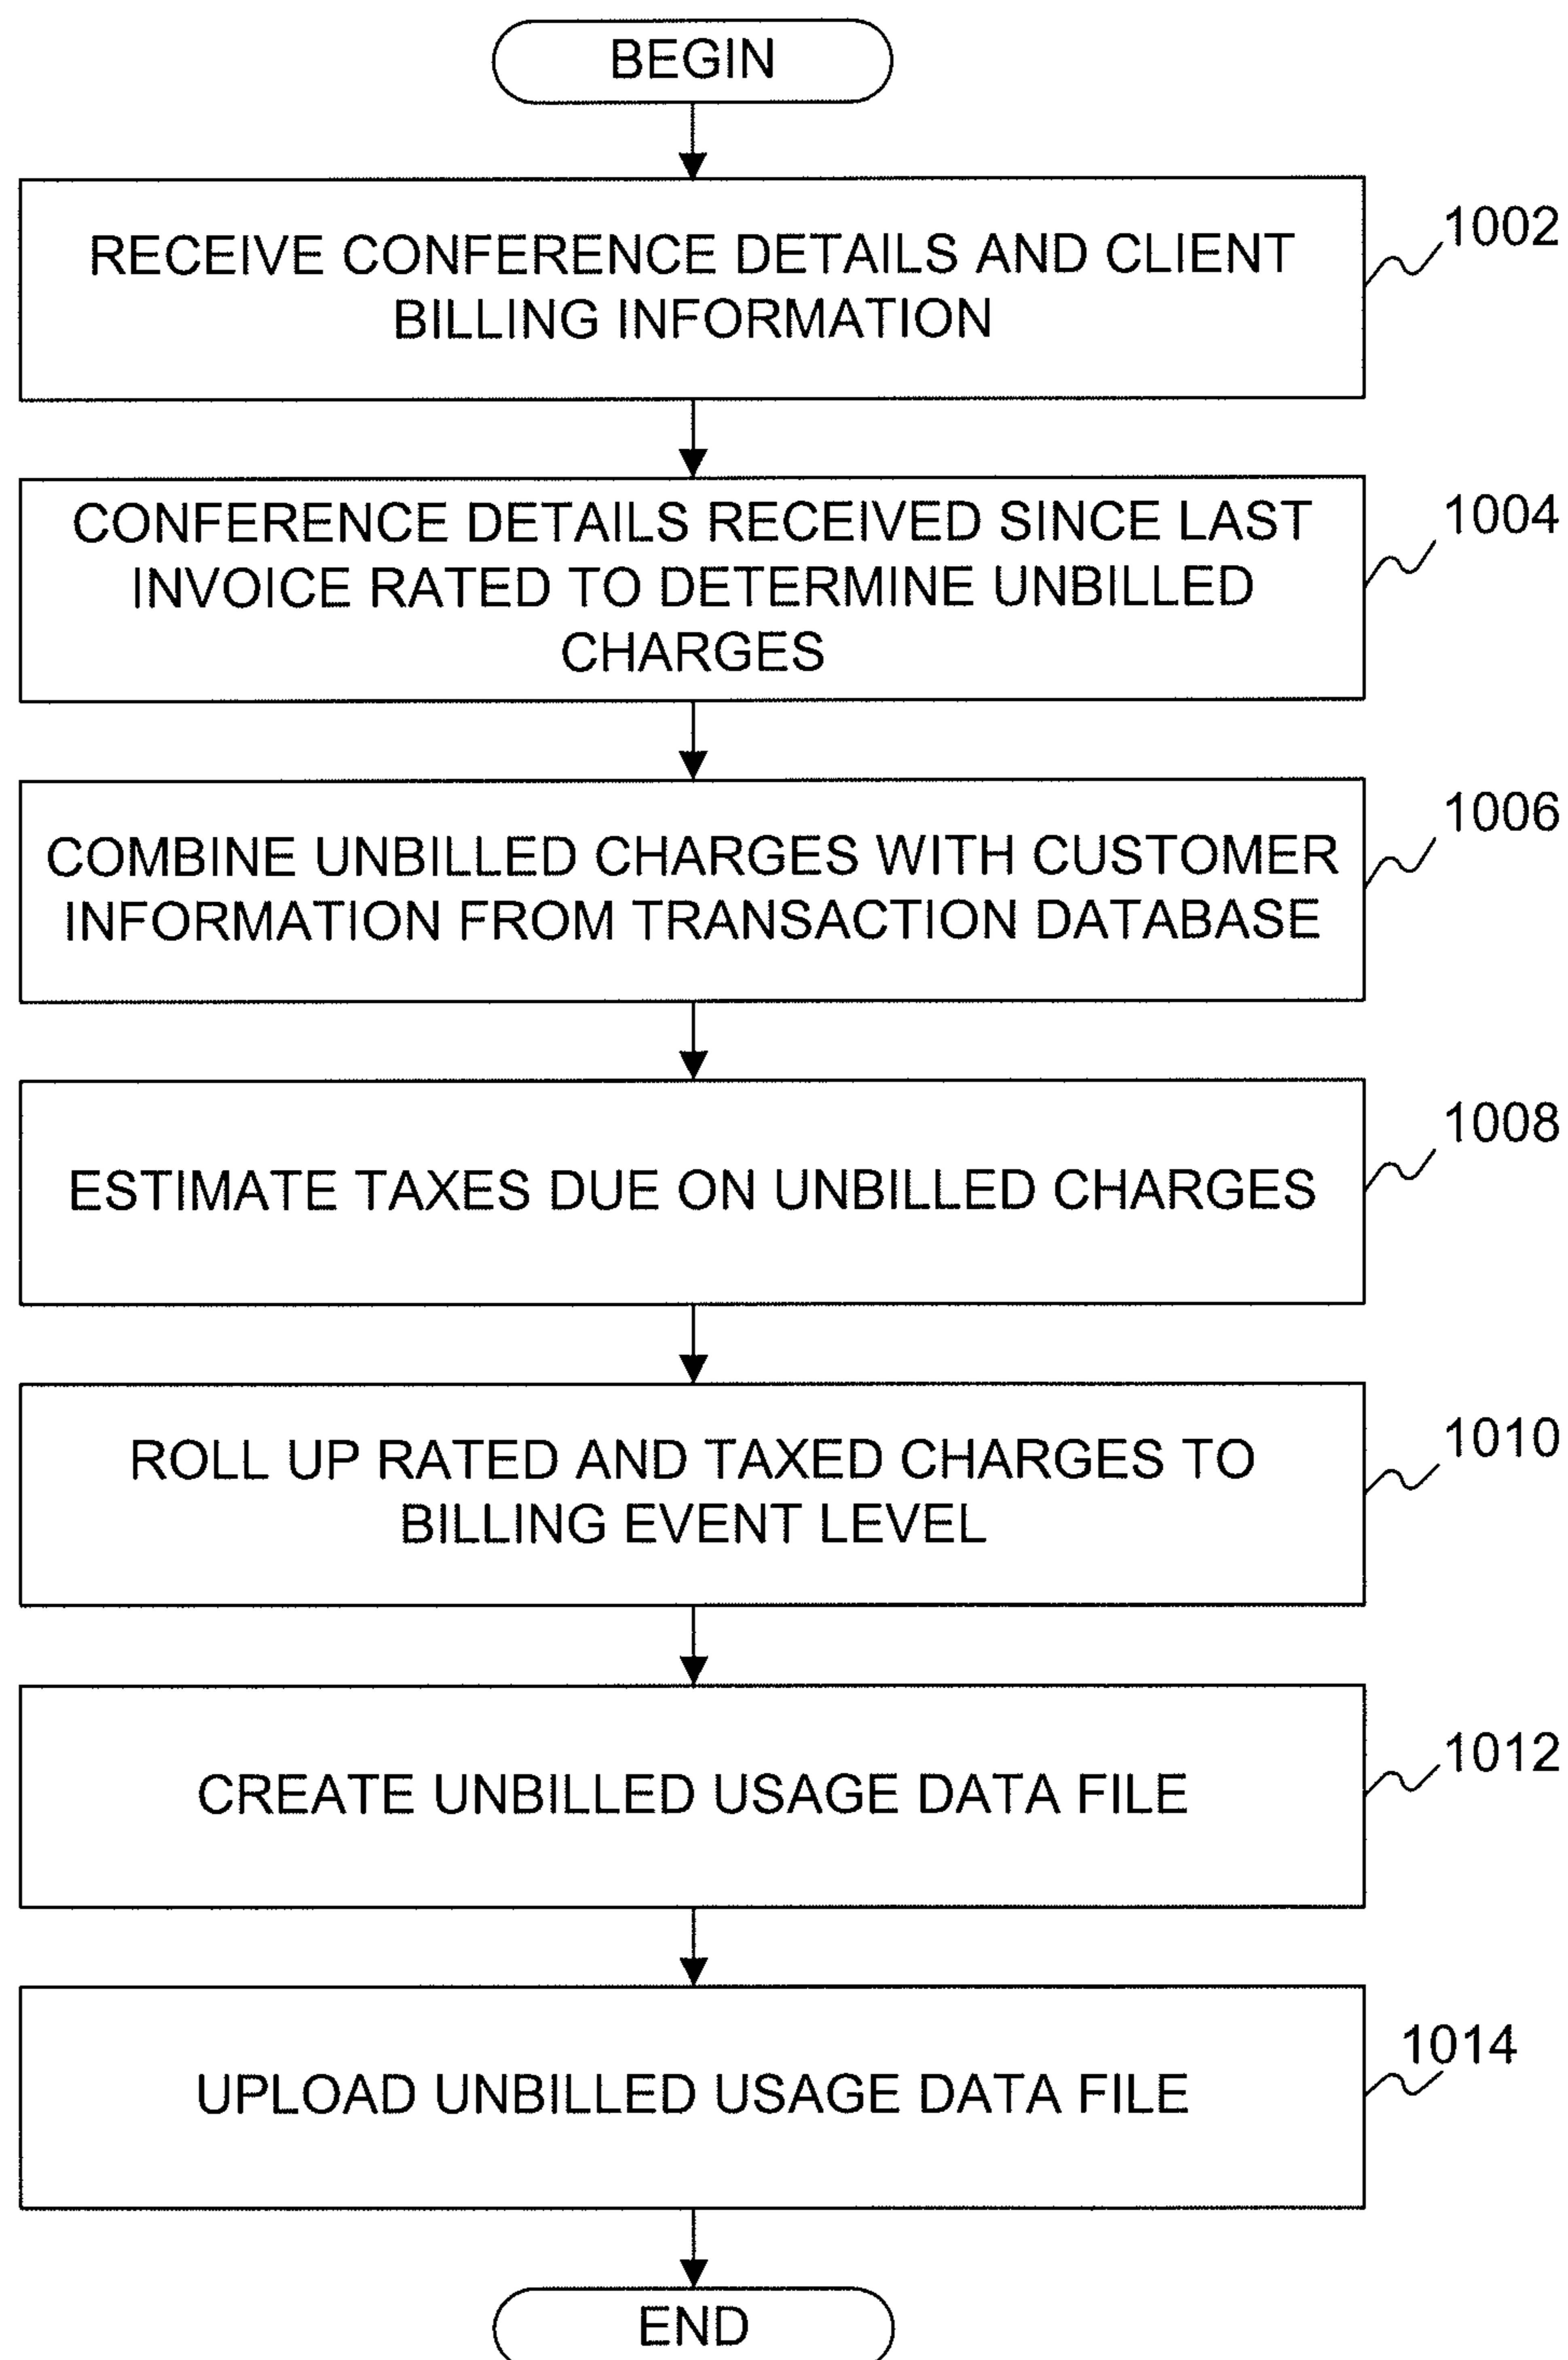 BEGIN
RECEIVE CONFERENCE DETAILS AND CLIENT
BILLING INFORMATION
1002
CONFERENCE DETAILS RECEIVED SINCE LAST
INVOICE RATED TO DETERMINE UNBILLED
CHARGES
1004
COMBINE UNBILLED CHARGES WITH CUSTOMER
INFORMATION FROM TRANSACTION DATABASE
1006
ESTIMATE TAXES DUE ON UNBILLED CHARGES
1008
ROLL UP RATED AND TAXED CHARGES TO
BILLING EVENT LEVEL
1010
CREATE UNBILLED USAGE DATA FILE
1012
UPLOAD UNBILLED USAGE DATA FILE
1014
END